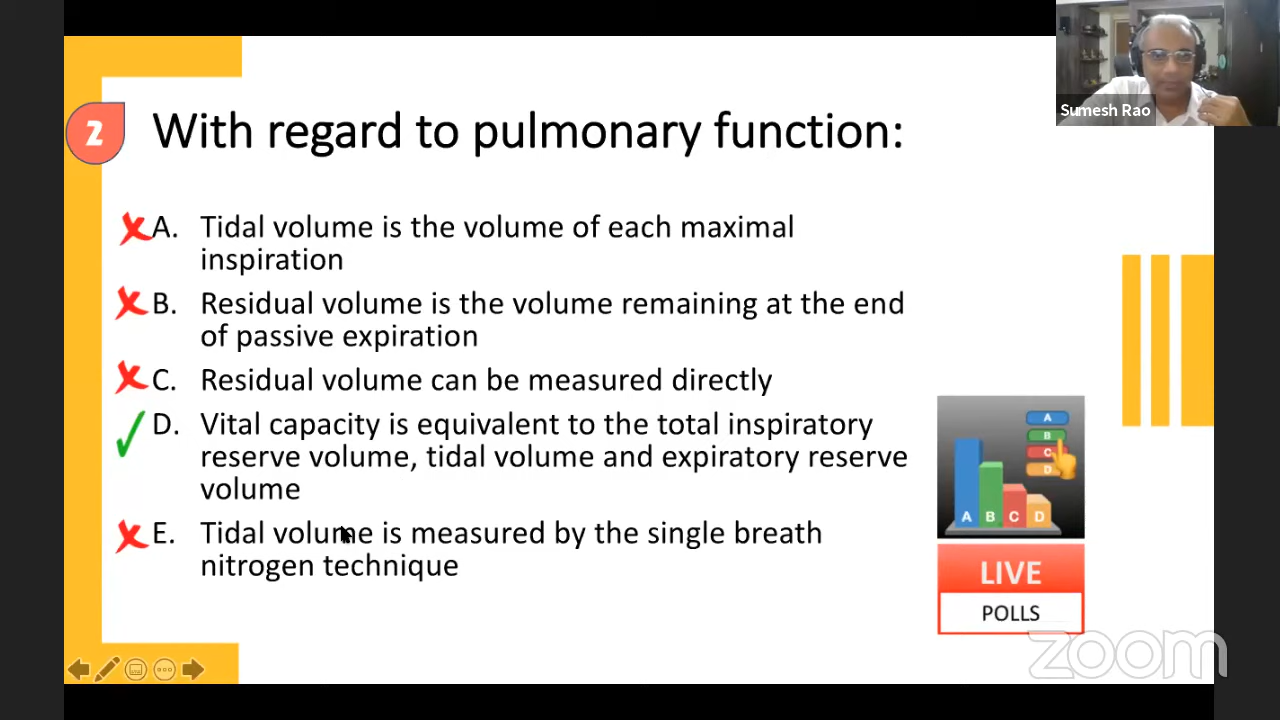 Sumesh Rao
2
With regard to pulmonary function:
A. Tidal volume is the volume of each maximal
inspiration
B. Residual volume is the volume remaining at the end
of passive expiration
C. Residual volume can be measured directly
D. Vital capacity is equivalent to the total inspiratory
reserve volume, tidal volume and expiratory reserve
volume
E. Tidal volume is measured by the single breath
nitrogen technique
A
B
C
D
A B C D
LIVE
POLLS
zoom